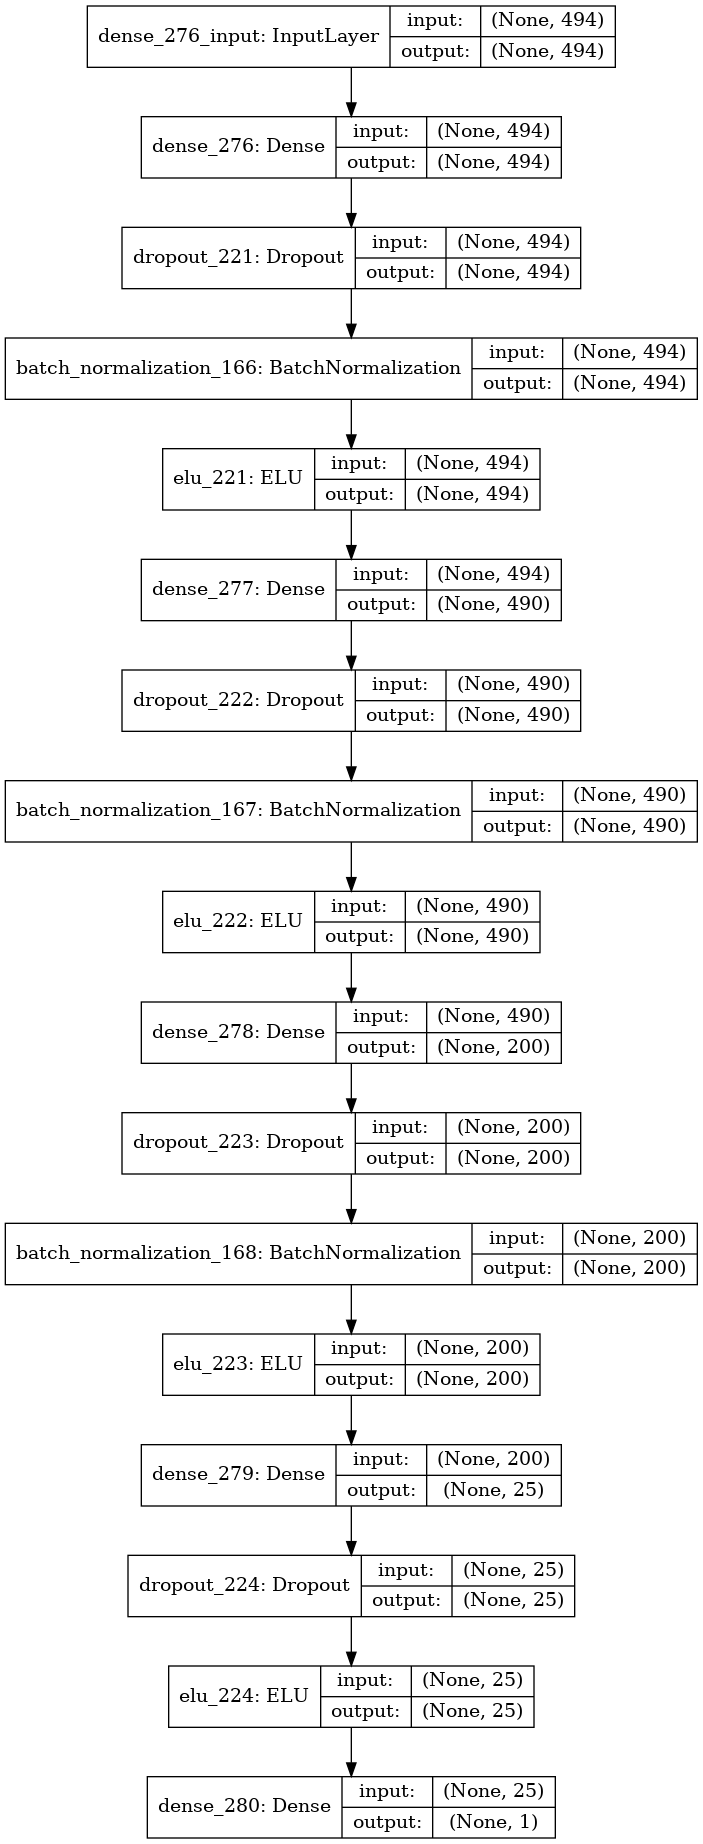 dense_276_input: InputLayer
input: (None, 494)
output: (None, 494)
dense_276: Dense
input: (None, 494)
output: (None, 494)
dropout_221: Dropout
input: (None, 494)
output: (None, 494)
batch_normalization_166: BatchNormalization
input: (None, 494)
output: (None, 494)
elu_221: ELU
input: (None, 494)
output: (None, 494)
dense_277: Dense
input: (None, 494)
output: (None, 490)
dropout_222: Dropout
input: (None, 490)
output: (None, 490)
batch_normalization_167: BatchNormalization
input: (None, 490)
output: (None, 490)
elu_222: ELU
input: (None, 490)
output: (None, 490)
dense_278: Dense
input: (None, 490)
output: (None, 200)
dropout_223: Dropout
input: (None, 200)
output: (None, 200)
batch_normalization_168: BatchNormalization
input: (None, 200)
output: (None, 200)
elu_223: ELU
input: (None, 200)
output: (None, 200)
dense_279: Dense
input: (None, 200)
output: (None, 25)
dropout_224: Dropout
input: (None, 25)
output: (None, 25)
elu_224: ELU
input: (None, 25)
output: (None, 25)
dense_280: Dense
input: (None, 25)
output: (None, 1)